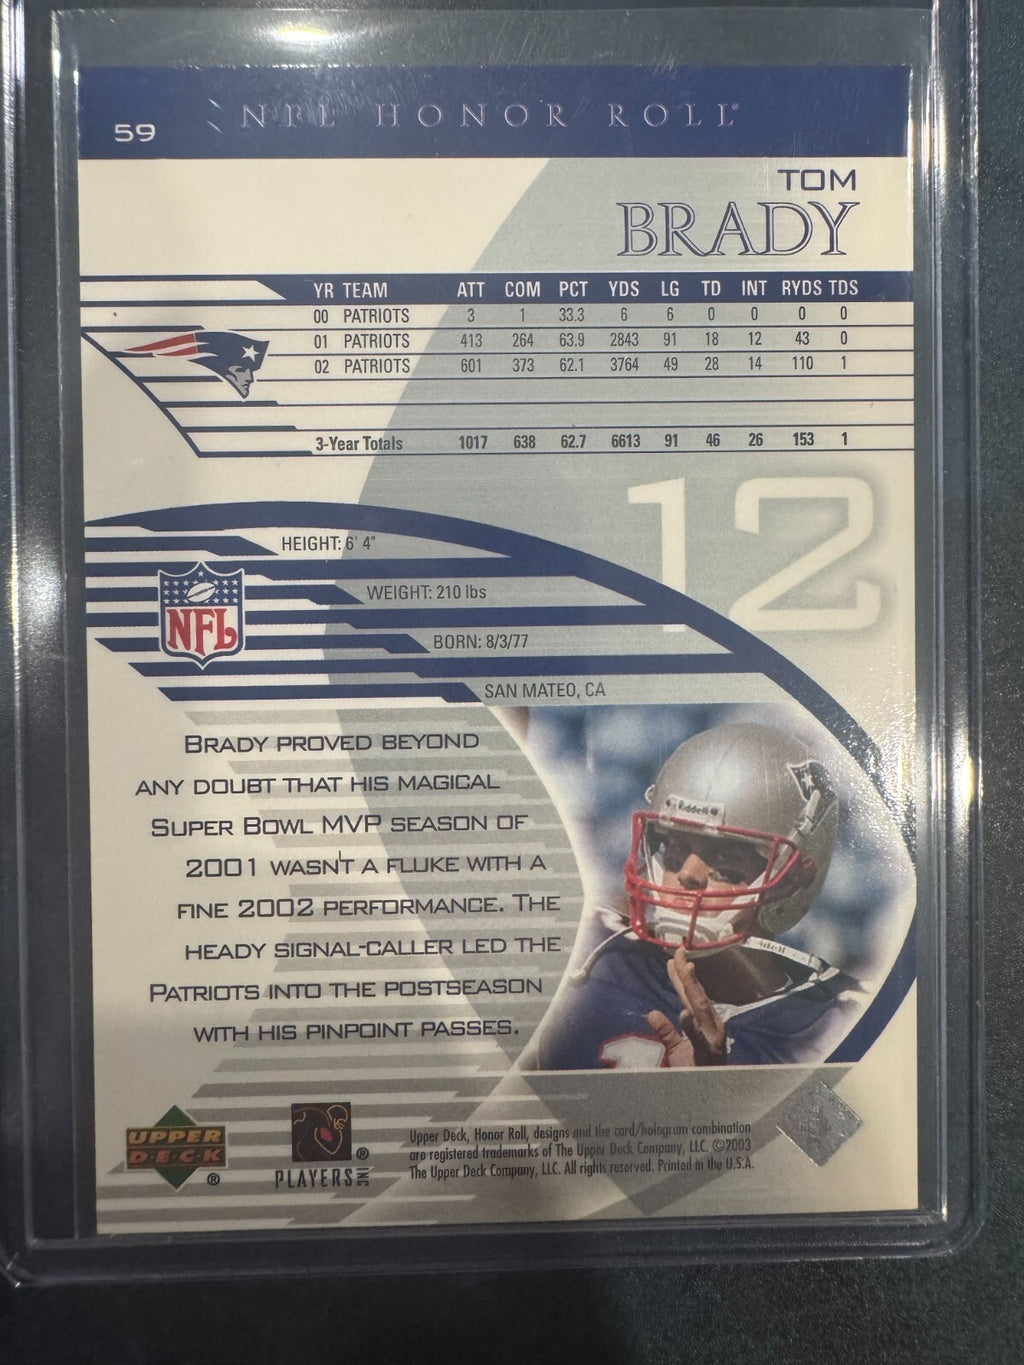 59
NFL HONOR ROLL®
TOM
BRADY
YR TEAM ATT COM PCT YDS LG TD INT RYDS TDS
00 PATRIOTS 3 1 33.3 6 6 0 0 0 0
01 PATRIOTS 413 264 63.9 2843 91 18 12 43 0
02 PATRIOTS 601 373 62.1 3764 49 28 14 110 1
3-Year Totals 1017 638 62.7 6613 91 46 26 153 1
12
HEIGHT: 6' 4"
WEIGHT: 210 lbs
BORN: 8/3/77
SAN MATEO, CA
NFL
BRADY PROVED BEYOND
ANY DOUBT THAT HIS MAGICAL
SUPER BOWL MVP SEASON OF
2001 WASN'T A FLUKE WITH A
FINE 2002 PERFORMANCE. THE
HEADY SIGNAL-CALLER LED THE
PATRIOTS INTO THE POSTSEASON
WITH HIS PINPOINT PASSES.
Riddell
UPPER
D·E·C·K
®
PLAYERS INC ®
Upper Deck, Honor Roll, designs and the card/hologram combination
are registered trademarks of The Upper Deck Company, LLC. ©2003
The Upper Deck Company, LLC. All rights reserved. Printed in the U.S.A.